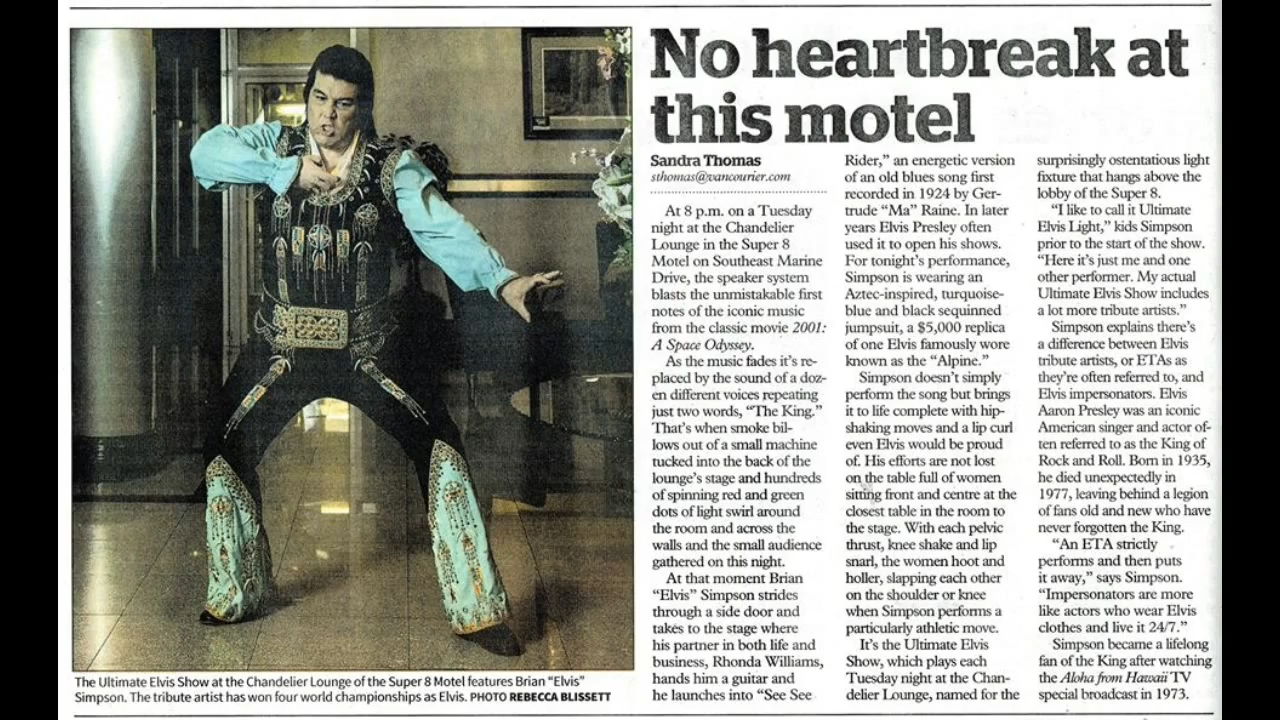 No heartbreak at
this motel
Sandra Thomas
sthomas@vancourier.com
At 8 p.m. on a Tuesday
night at the Chandelier
Lounge in the Super 8
Motel on Southeast Marine
Drive, the speaker system
blasts the unmistakable first
notes of the iconic music
from the classic movie 2001:
A Space Odyssey.
As the music fades it's re-
placed by the sound of a doz-
en different voices repeating
just two words, "The King."
That's when smoke bil-
lows out of a small machine
tucked into the back of the
lounge's stage and hundreds
of spinning red and green
dots of light swirl around
the room and across the
walls and the small audience
gathered on this night.
At that moment Brian
"Elvis" Simpson strides
through a side door and
takes to the stage where
his partner in both life and
business, Rhonda Williams,
hands him a guitar and
he launches into "See See
Rider," an energetic version
of an old blues song first
recorded in 1924 by Ger-
trude "Ma" Raine. In later
years Elvis Presley often
used it to open his shows.
For tonight's performance,
Simpson is wearing an
Aztec-inspired, turquoise-
blue and black sequinned
jumpsuit, a $5,000 replica
of one Elvis famously wore
known as the "Alpine."
Simpson doesn't simply
perform the song but brings
it to life complete with hip-
shaking moves and a lip curl
even Elvis would be proud
of. His efforts are not lost
on the table full of women
sitting front and centre at the
closest table in the room to
the stage. With each pelvic
thrust, knee shake and lip
snarl, the women hoot and
holler, slapping each other
on the shoulder or knee
when Simpson performs a
particularly athletic move.
It's the Ultimate Elvis
Show, which plays each
Tuesday night at the Chan-
delier Lounge, named for the
surprisingly ostentatious light
fixture that hangs above the
lobby of the Super 8.
"I like to call it Ultimate
Elvis Light," kids Simpson
prior to the start of the show.
"Here it's just me and one
other performer. My actual
Ultimate Elvis Show includes
a lot more tribute artists."
Simpson explains there's
a difference between Elvis
tribute artists, or ETAs as
they're often referred to, and
Elvis impersonators. Elvis
Aaron Presley was an iconic
American singer and actor of-
ten referred to as the King of
Rock and Roll. Born in 1935,
he died unexpectedly in
1977, leaving behind a legion
of fans old and new who have
never forgotten the King.
"An ETA strictly
performs and then puts
it away," says Simpson.
"Impersonators are more
like actors who wear Elvis
clothes and live it 24/7."
Simpson became a lifelong
fan of the King after watching
the Aloha from Hawaii TV
special broadcast in 1973.
The Ultimate Elvis Show at the Chandelier Lounge of the Super 8 Motel features Brian "Elvis"
Simpson. The tribute artist has won four world championships as Elvis. PHOTO REBECCA BLISSETT